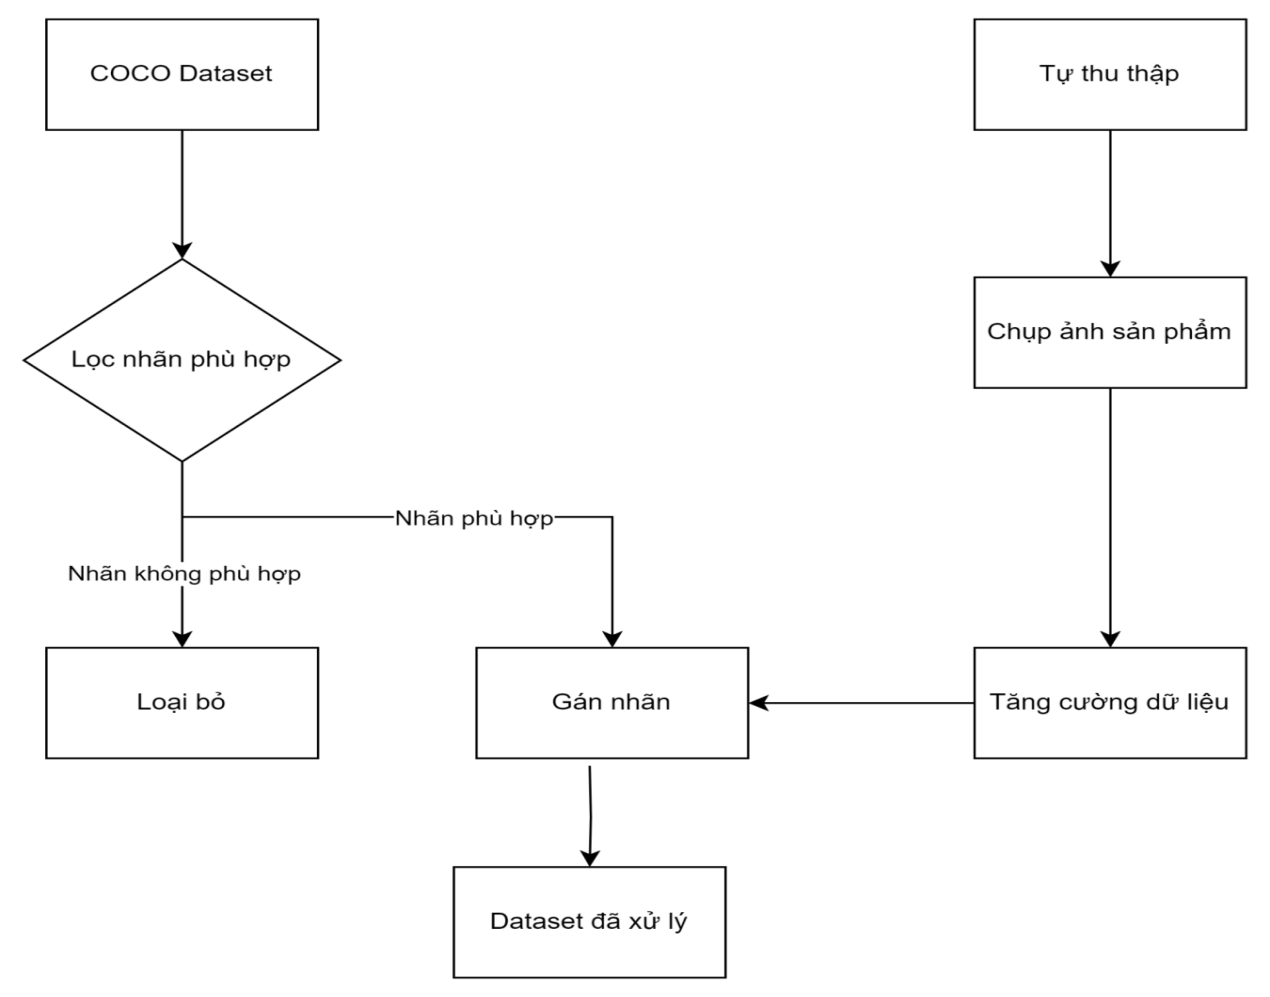 COCO Dataset
Tự thu thập
Chụp ảnh sản phẩm
Lọc nhãn phù hợp
Nhãn phù hợp
Nhãn không phù hợp
Loại bỏ
Gán nhãn
Tăng cường dữ liệu
Dataset đã xử lý